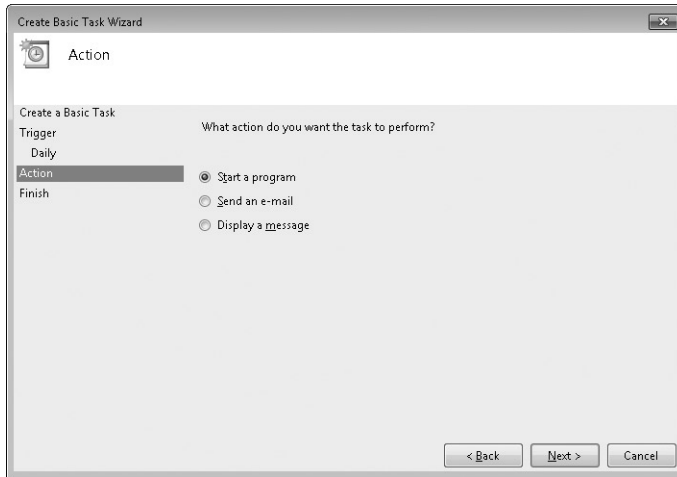 Create Basic Task Wizard
Action
Create a Basic Task
Trigger
Daily
Action
Finish
What action do you want the task to perform?
Start a program
Send an e-mail
Display a message
< Back
Next >
Cancel